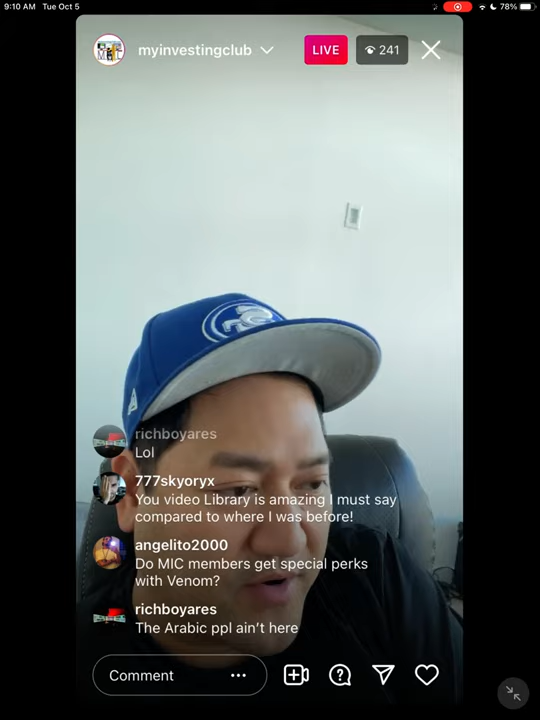 9:10 AM Tue Oct 5
78%
myinvestingclub
LIVE
241
richboyares
Lol
777skyoryx
You video Library is amazing I must say
compared to where I was before!
angelito2000
Do MIC members get special perks
with Venom?
richboyares
The Arabic ppl ain't here
Comment